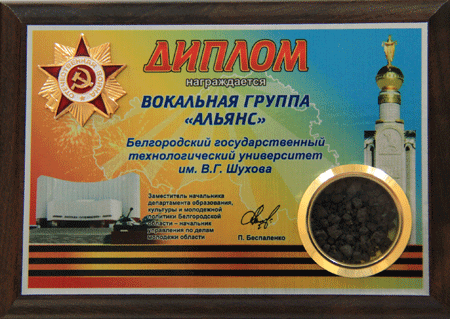 ДИПЛОМ
награждается
ВОКАЛЬНАЯ ГРУППА
«АЛЬЯНС»
Белгородский государственный
технологический университет
им. В.Г. Шухова
Заместитель начальника
департамента образования,
культуры и молодежной
политики Белгородской
области – начальник
управления по делам
молодежи области
П. Беспаленко